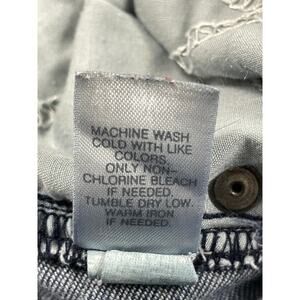 MACHINE WASH
COLD WITH LIKE
COLORS.
ONLY NON-
CHLORINE BLEACH
IF NEEDED.
TUMBLE DRY LOW.
WARM IRON
IF NEEDED.